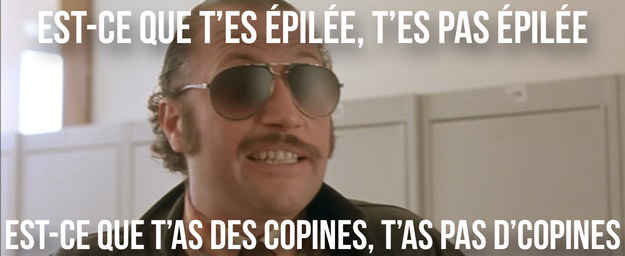 EST-CE QUE T'ES ÉPILÉE, T'ES PAS ÉPILÉE
EST-CE QUE T'AS DES COPINES, T'AS PAS D'COPINES